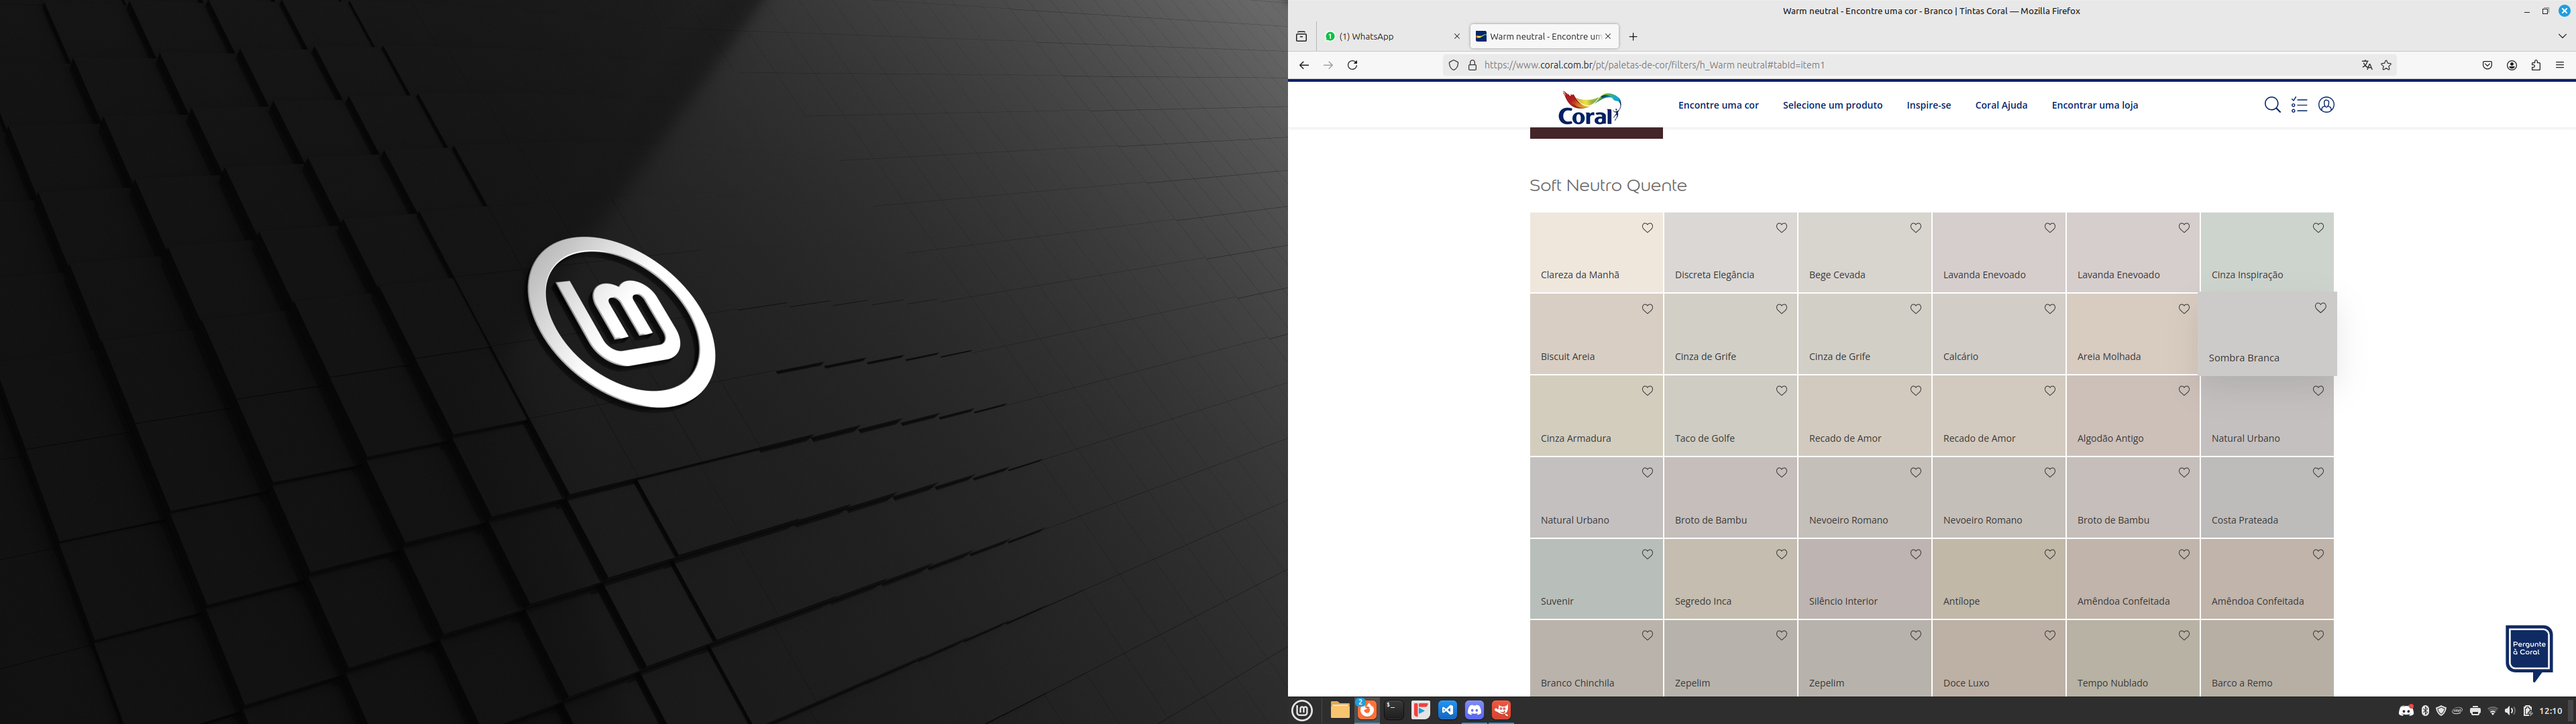 Warm neutral - Encontre uma cor - Branco | Tintas Coral — Mozilla Firefox
(1) WhatsApp
Warm neutral - Encontre um
https://www.coral.com.br/pt/paletas-de-cor/filters/h_Warm neutral#tabId=item1
Coral
Encontre uma cor
Selecione um produto
Inspire-se
Coral Ajuda
Encontrar uma loja
Soft Neutro Quente
Clareza da Manhã
Discreta Elegância
Bege Cevada
Lavanda Enevoado
Lavanda Enevoado
Cinza Inspiração
Biscuit Areia
Cinza de Grife
Cinza de Grife
Calcário
Areia Molhada
Sombra Branca
Cinza Armadura
Taco de Golfe
Recado de Amor
Recado de Amor
Algodão Antigo
Natural Urbano
Natural Urbano
Broto de Bambu
Nevoeiro Romano
Nevoeiro Romano
Broto de Bambu
Costa Prateada
Suvenir
Segredo Inca
Silêncio Interior
Antílope
Amêndoa Confeitada
Amêndoa Confeitada
Branco Chinchila
Zepelim
Zepelim
Doce Luxo
Tempo Nublado
Barco a Remo
Pergunte
à Coral
2
12:10